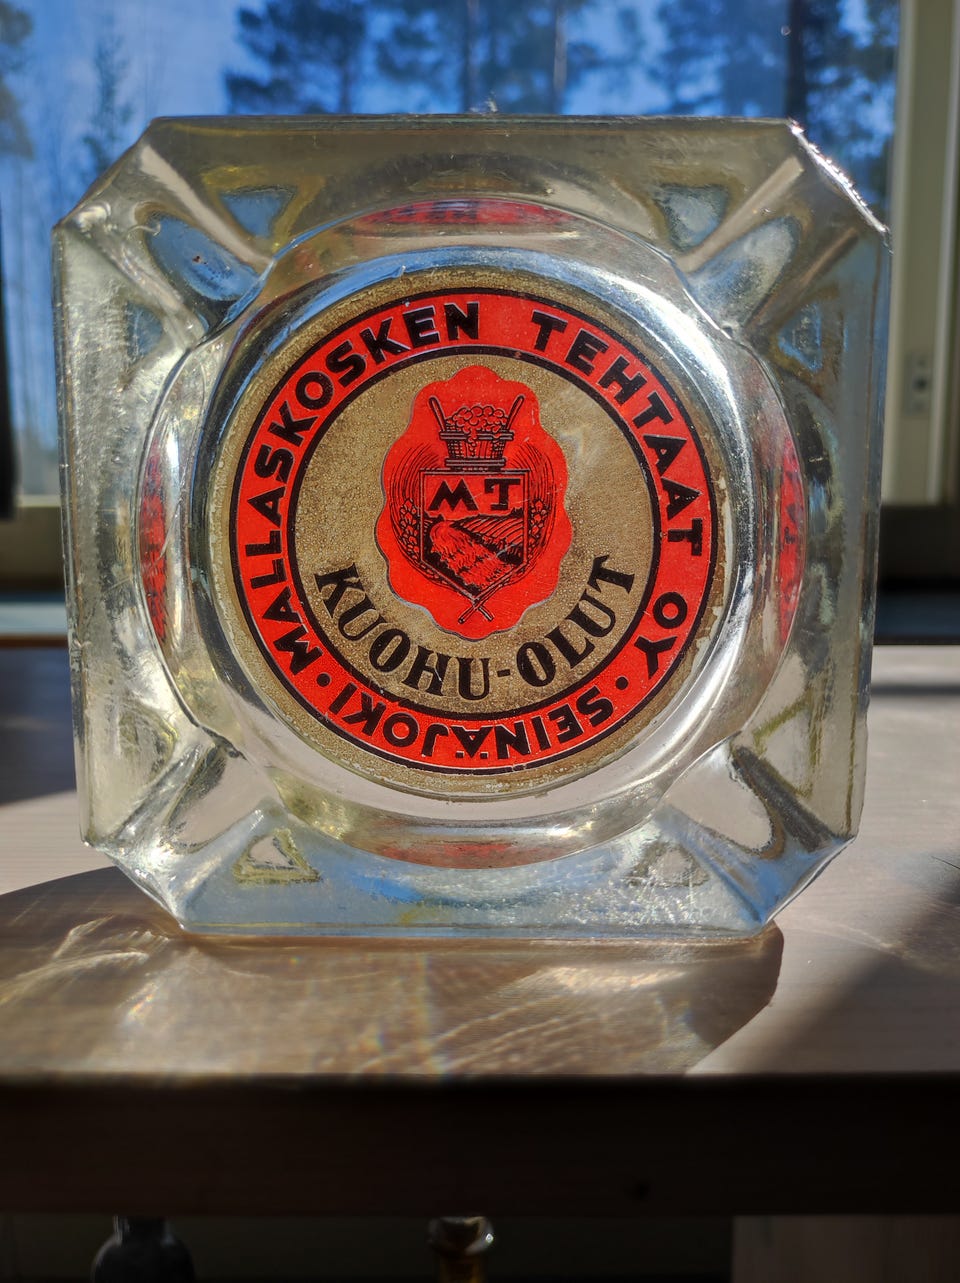 MALLASKOSKEN TEHTAAT OY · SEINÄJOKI ·
MT
KUOHU-OLUT